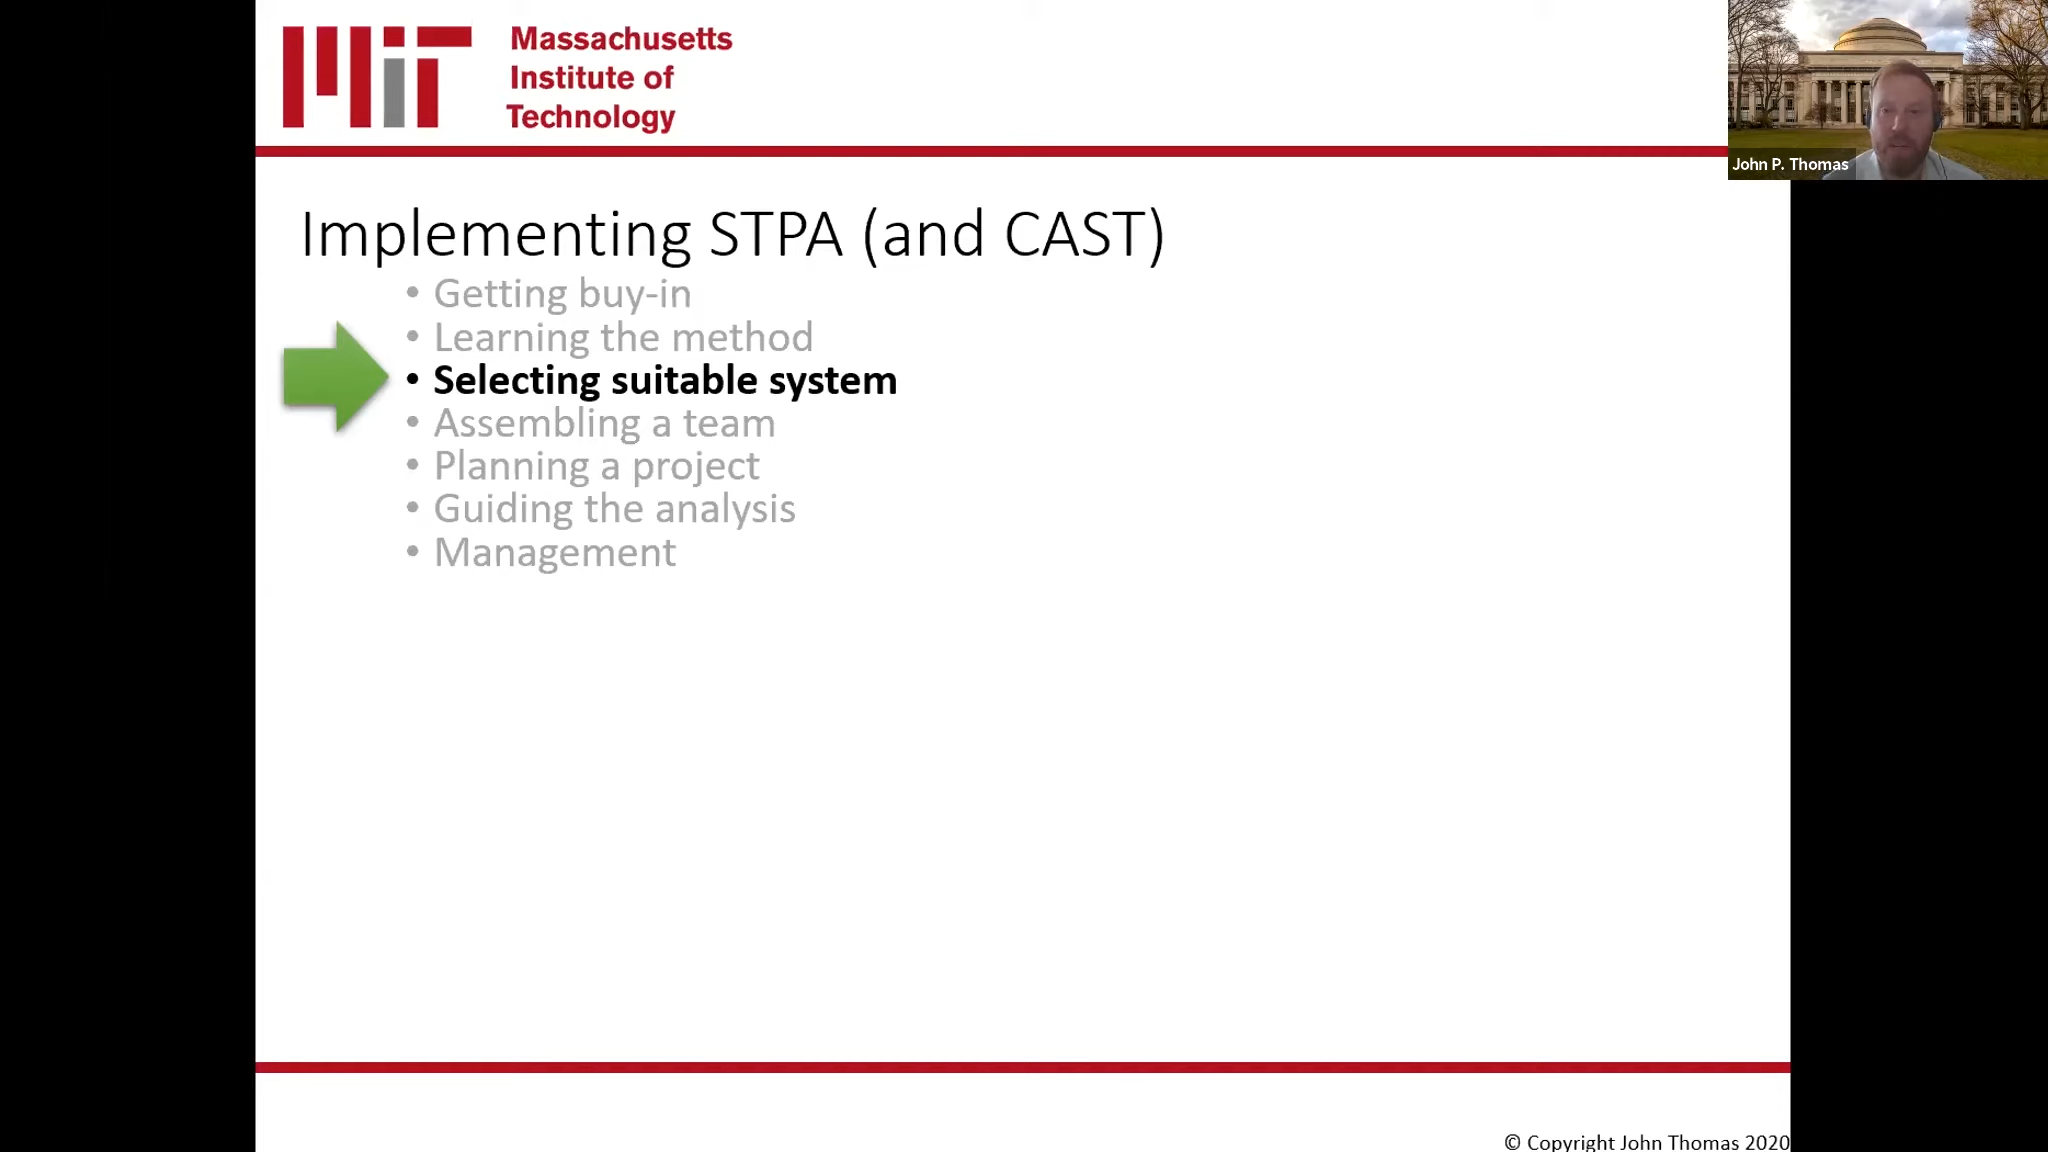 Massachusetts
Institute of
Technology
John P. Thomas
Implementing STPA (and CAST)
• Getting buy-in
• Learning the method
• Selecting suitable system
• Assembling a team
• Planning a project
• Guiding the analysis
• Management
© Copyright John Thomas 2020